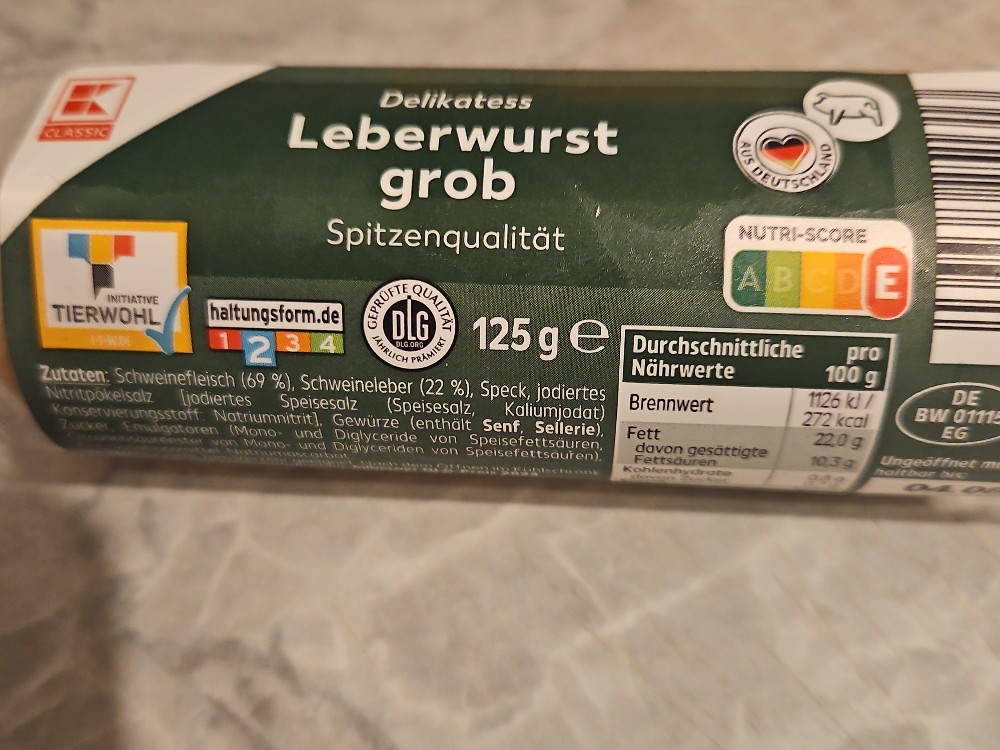 K
CLASSIC
Delikatess
Leberwurst
grob
Spitzenqualität
AUS DEUTSCHLAND
NUTRI-SCORE
A B C D E
INITIATIVE
TIERWOHL
haltungsform.de
1 2 3 4
GEPRÜFTE QUALITÄT
DLG
DLG.ORG
JÄHRLICH PRÄMIERT
125 g e
Zutaten: Schweinefleisch (69 %), Schweineleber (22 %), Speck, jodiertes
Nitritpökelsalz [jodiertes Speisesalz (Speisesalz, Kaliumjodat)
Konservierungsstoff Natriumnitrit], Gewürze (enthält Senf, Sellerie),
Zucker, Emulgatoren (Mono- und Diglyceride von Speisefettsäuren,
von Mono- und Diglyceriden von Speisefettsäuren),
Durchschnittliche pro
Nährwerte 100 g
Brennwert 1126 kJ /
272 kcal
Fett 22,0 g
davon gesättigte
Fettsäuren 10,3 g
Kohlenhydrate
davon Zucker
DE
BW 0111
EG
Ungeöffnet
haltbar bis:
04.